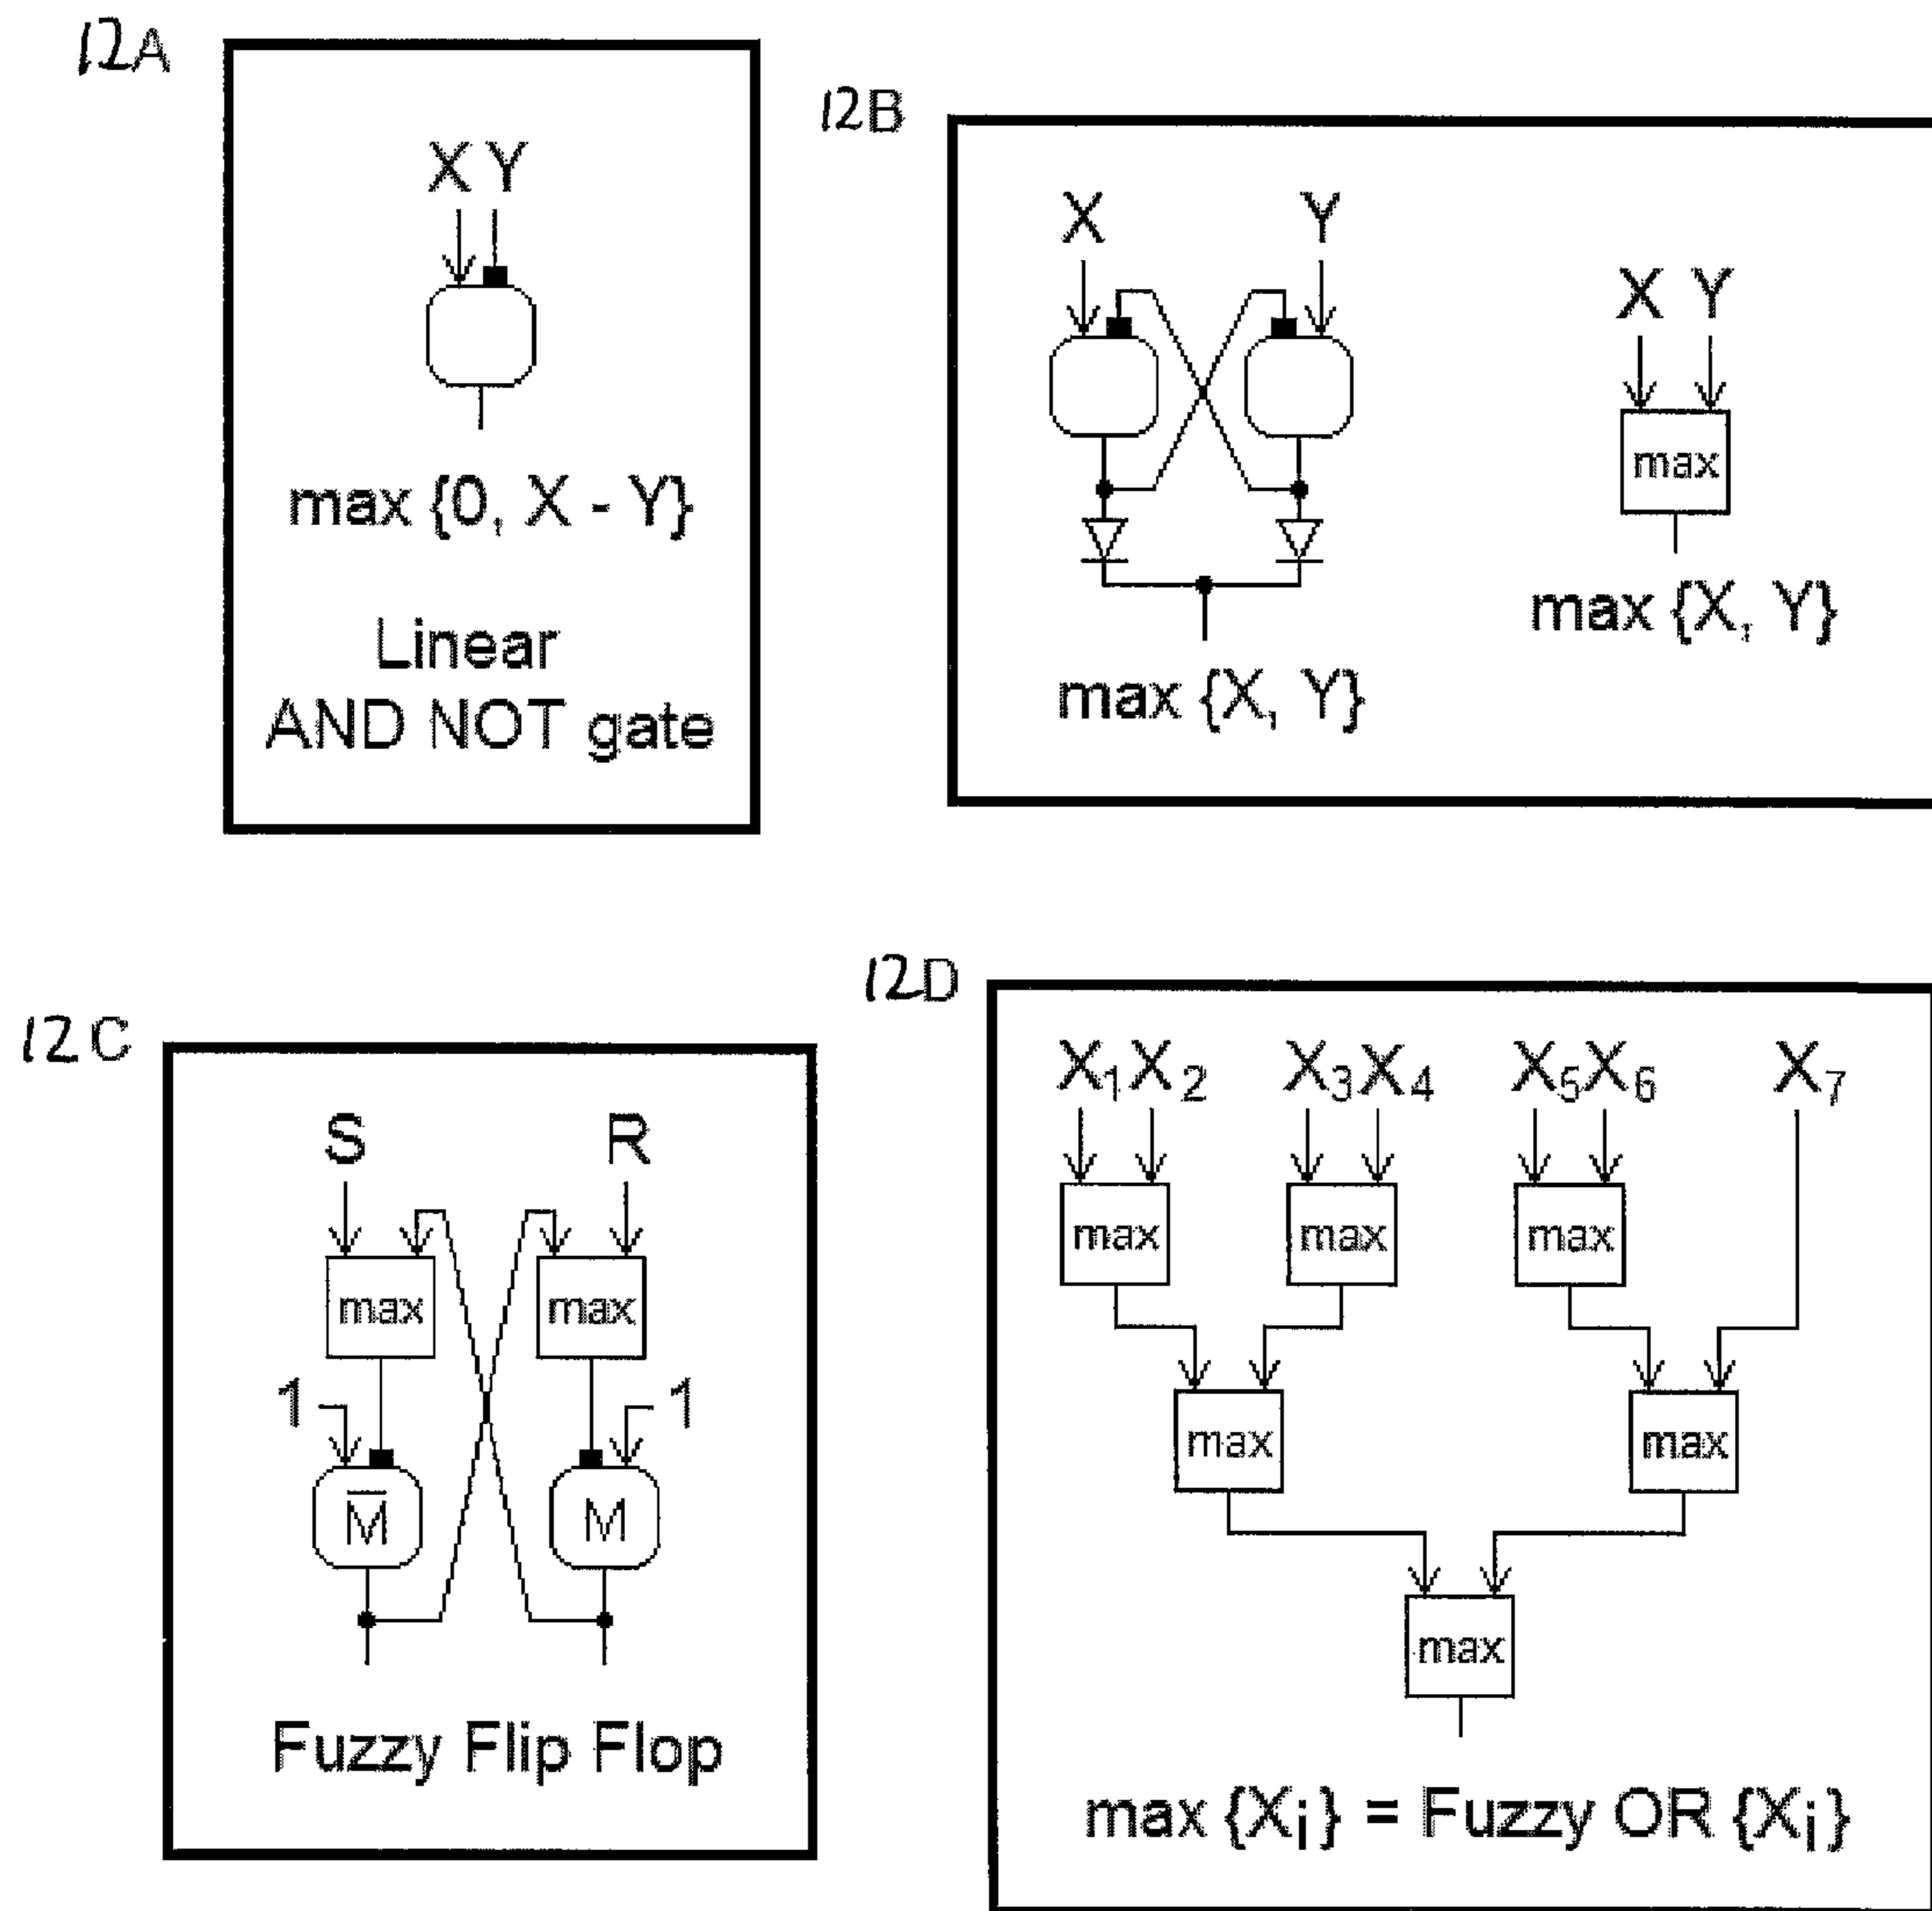 12A
X Y
max {0, X - Y}
Linear
AND NOT gate
12B
X Y
max {X, Y}
X Y
max
max {X, Y}
12C
S R
max max
1 1
M̅ M
Fuzzy Flip Flop
12D
X₁ X₂ X₃ X₄ X₅ X₆ X₇
max max max
max max
max
max {Xi} = Fuzzy OR {Xi}